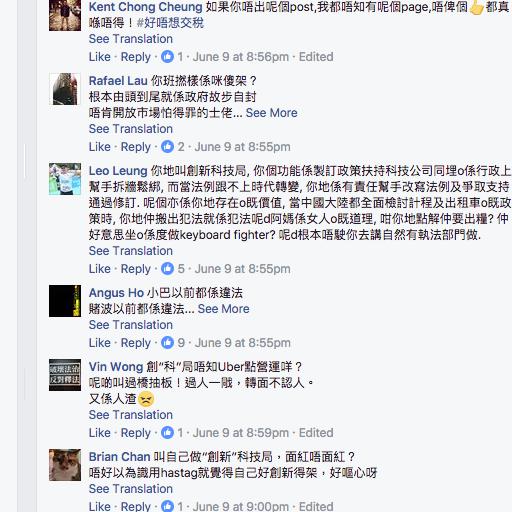 Kent Chong Cheung 如果你唔出呢個post,我都唔知有呢個page,唔俾個👍都真
係唔得！#好唔想交稅
See Translation
Like · Reply · 1 · June 9 at 8:56pm · Edited
Rafael Lau 你班撚樣係咪傻架？
根本由頭到尾就係政府故步自封
唔肯開放市場怕得罪的士佬... See More
See Translation
Like · Reply · 2 · June 9 at 8:55pm
Leo Leung 你地叫創新科技局, 你個功能係製訂政策扶持科技公司同埋o係行政上
幫手拆牆鬆綁, 而當法例跟不上時代轉變, 你地係有責任幫手改寫法例及爭取支持
通過修訂. 呢個亦係你地存在o既價值, 當中國大陸都全面檢討計程及出租車o既政
策時, 你地仲搬出犯法就係犯法呢d阿媽係女人o既道理, 咁你地點解仲要出糧? 仲
好意思坐o係度做keyboard fighter? 呢d根本唔駛你去講自然有執法部門做.
See Translation
Like · Reply · 5 · June 9 at 8:55pm
Angus Ho 小巴以前都係違法
賭波以前都係違法... See More
See Translation
Like · Reply · 9 · June 9 at 8:55pm
破壞法治
反對釋法
Vin Wong 創“科”局唔知Uber點營運咩？
呢啲叫過橋抽板！過人一戙，轉面不認人。
又係人渣😠
See Translation
Like · Reply · 1 · June 9 at 8:59pm · Edited
Brian Chan 叫自己做“創新”科技局，面紅唔面紅？
唔好以為識用hastag就覺得自己好創新得架，好嘔心呀
See Translation
Like · Reply · 1 · June 9 at 9:00pm · Edited